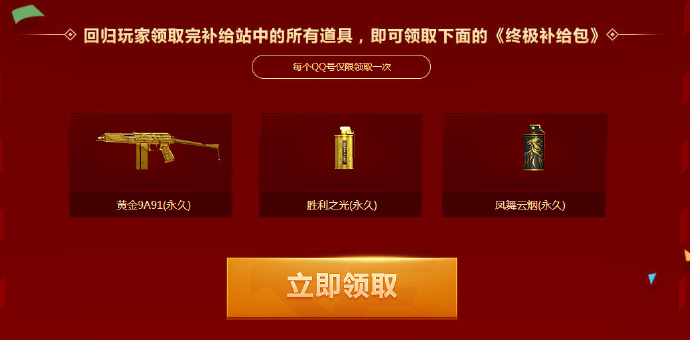 回归玩家领取完补给站中的所有道具，即可领取下面的《终极补给包》
每个QQ号仅限领取一次
黄金9A91(永久)
胜利之光(永久)
凤舞云烟(永久)
立即领取